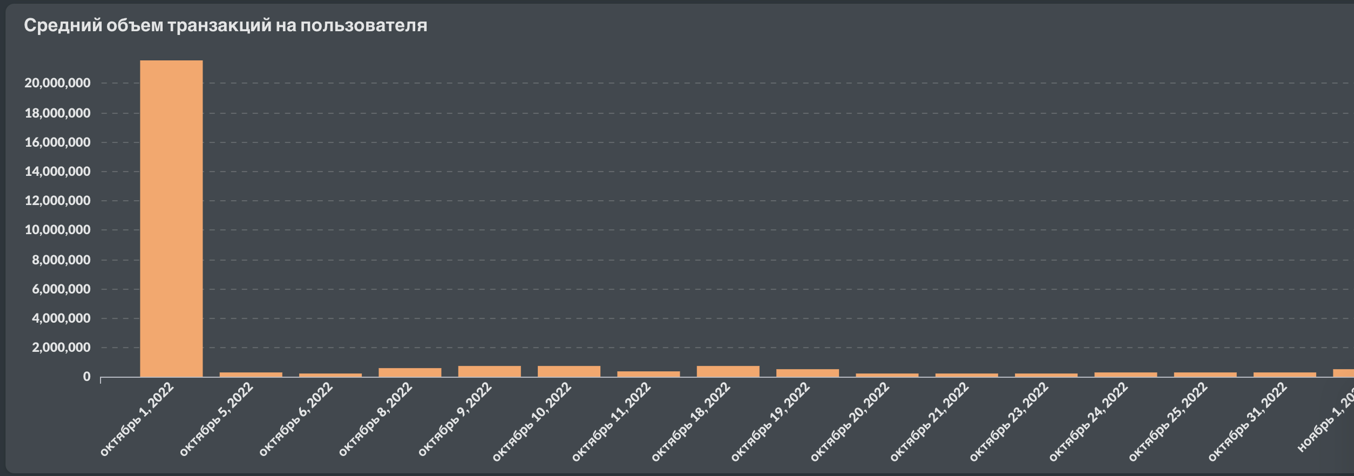 Средний объем транзакций на пользователя
20,000,000
18,000,000
16,000,000
14,000,000
12,000,000
10,000,000
8,000,000
6,000,000
4,000,000
2,000,000
0
октябрь 1, 2022
октябрь 5, 2022
октябрь 6, 2022
октябрь 8, 2022
октябрь 9, 2022
октябрь 10, 2022
октябрь 11, 2022
октябрь 18, 2022
октябрь 19, 2022
октябрь 20, 2022
октябрь 21, 2022
октябрь 23, 2022
октябрь 24, 2022
октябрь 25, 2022
октябрь 31, 2022
ноябрь 1,